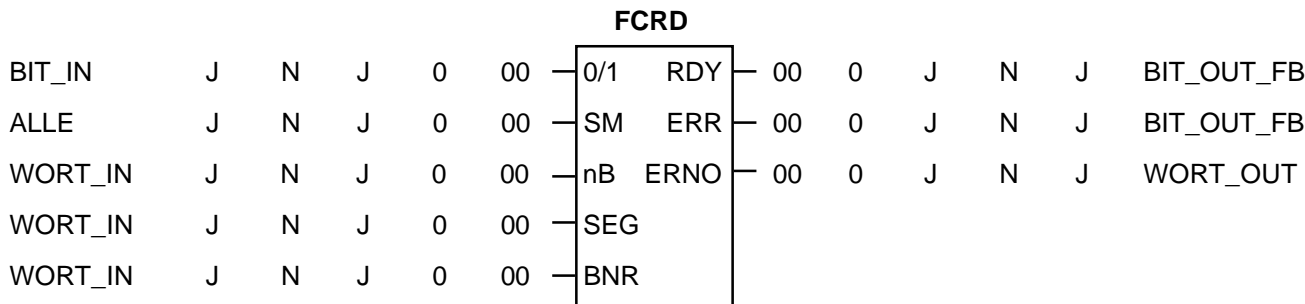 FCRD
BIT_IN J N J 0 00 0/1 RDY 00 0 J N J BIT_OUT_FB
ALLE J N J 0 00 SM ERR 00 0 J N J BIT_OUT_FB
WORT_IN J N J 0 00 nB ERNO 00 0 J N J WORT_OUT
WORT_IN J N J 0 00 SEG
WORT_IN J N J 0 00 BNR